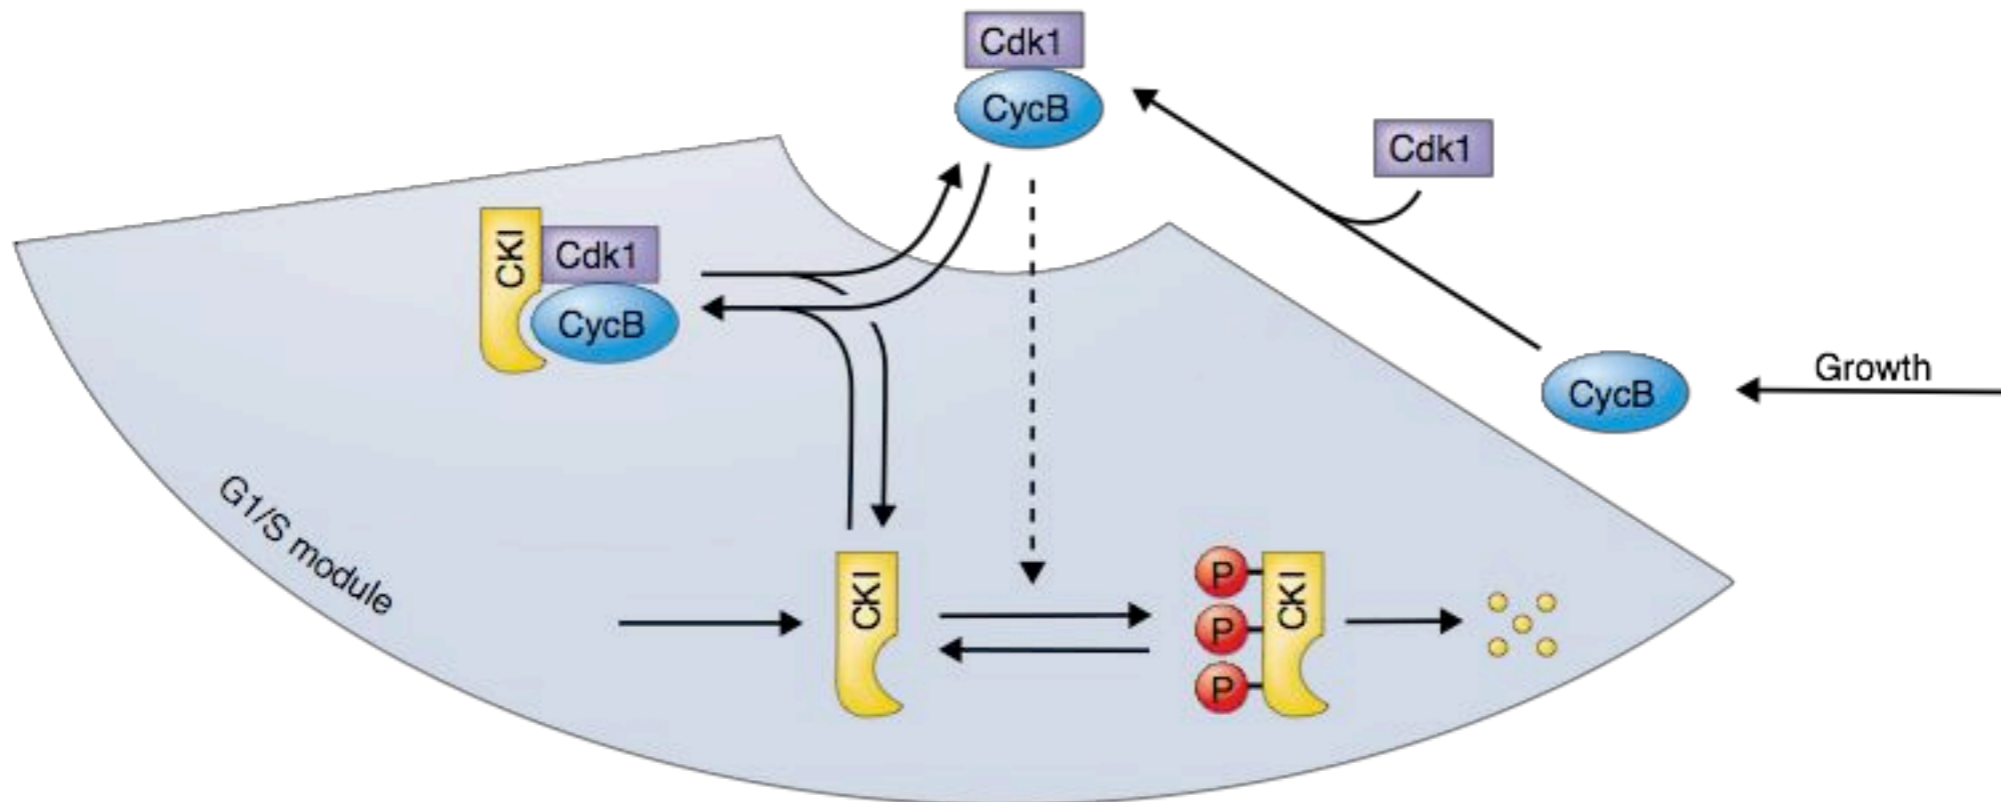 Cdk1
CycB
Cdk1
CKI
Cdk1
CycB
CycB
Growth
G1/S module
CKI
P
P
P
CKI